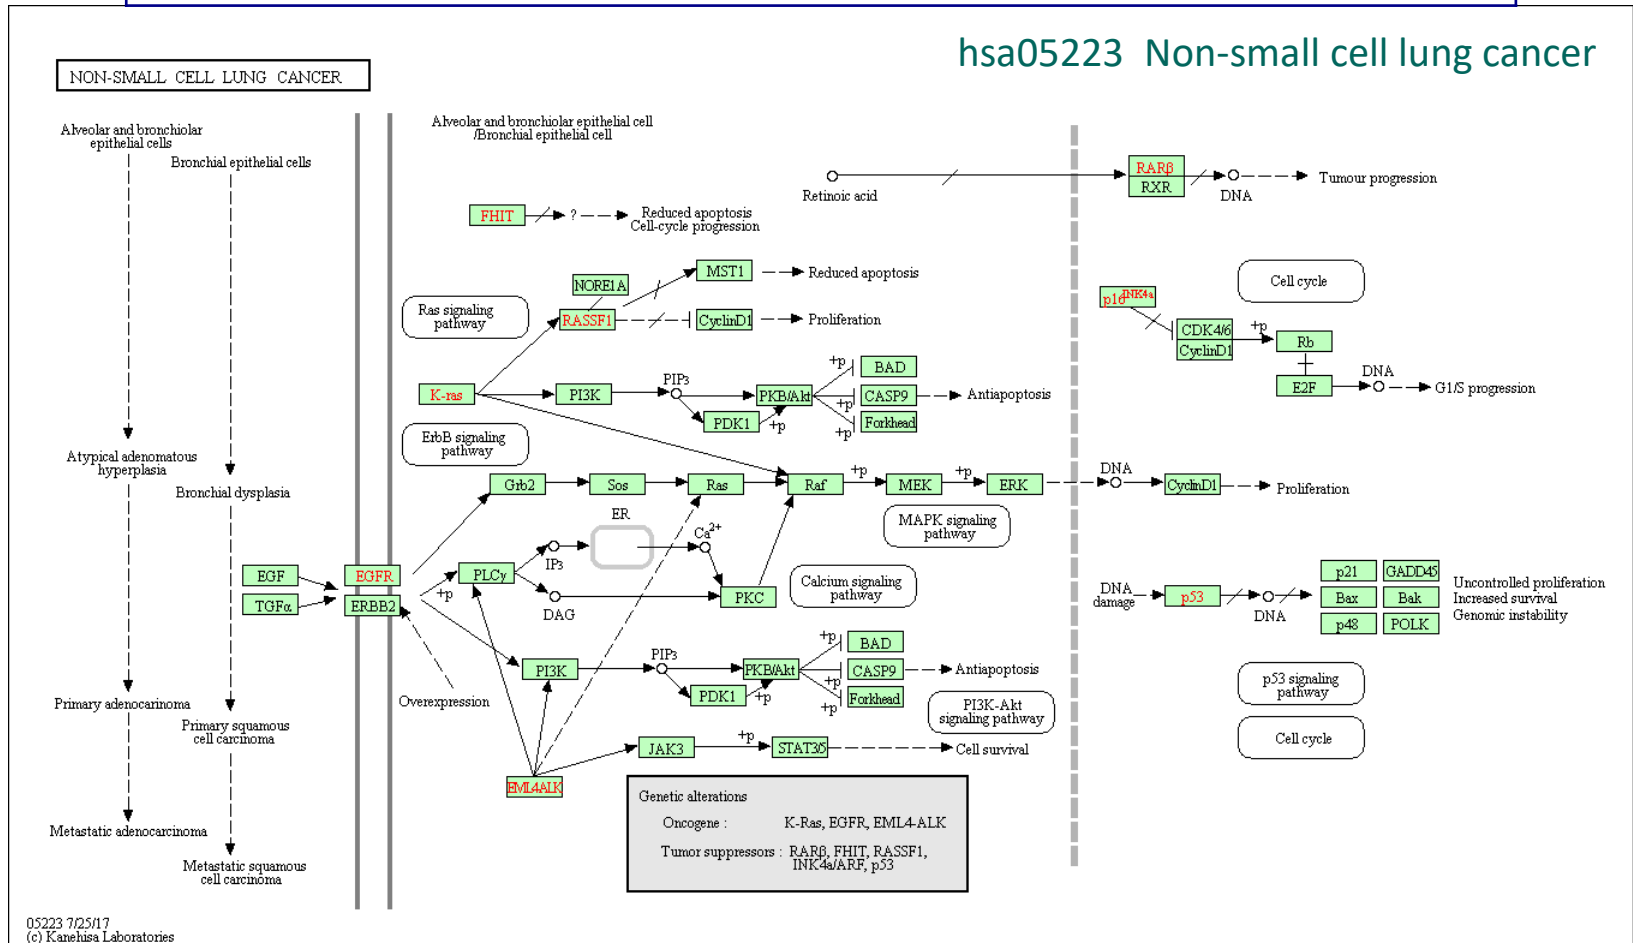 hsa05223 Non-small cell lung cancer
NON-SMALL CELL LUNG CANCER
Alveolar and bronchiolar
epithelial cells
Bronchial epithelial cells
Atypical adenomatous
hyperplasia
Bronchial dysplasia
Primary adenocarinoma
Primary squamous
cell carcinoma
Metastatic adenocarcinoma
Metastatic squamous
cell carcinoma
Alveolar and bronchiolar epithelial cell
/Bronchial epithelial cell
Retinoic acid
RARβ
RXR
DNA
Tumour progression
FHIT
?
Reduced apoptosis
Cell-cycle progression
Ras signaling
pathway
NORE1A
RASSF1
MST1
Reduced apoptosis
CyclinD1
Proliferation
Cell cycle
p16INK4a
CDK4/6
CyclinD1
+p
Rb
E2F
DNA
G1/S progression
K-ras
PI3K
PIP3
PDK1
+p
PKB/Akt
+p
BAD
+p
CASP9
+p
Forkhead
Antiapoptosis
ErbB signaling
pathway
Grb2
Sos
Ras
Raf
+p
MEK
+p
ERK
DNA
CyclinD1
Proliferation
MAPK signaling
pathway
ER
IP3
Ca2+
PLCγ
DAG
PKC
Calcium signaling
pathway
EGF
TGFα
EGFR
ERBB2
+p
Overexpression
PI3K
PIP3
PDK1
+p
PKB/Akt
+p
BAD
+p
CASP9
+p
Forkhead
Antiapoptosis
PI3K-Akt
signaling pathway
JAK3
+p
STAT3/5
Cell survival
EML4ALK
DNA
damage
p53
DNA
p21
GADD45
Bax
Bak
p48
POLK
Uncontrolled proliferation
Increased survival
Genomic instability
p53 signaling
pathway
Cell cycle
Genetic alterations
Oncogene : K-Ras, EGFR, EML4-ALK
Tumor suppressors : RARβ, FHIT, RASSF1,
INK4a/ARF, p53
05223 7/25/17
(c) Kanehisa Laboratories